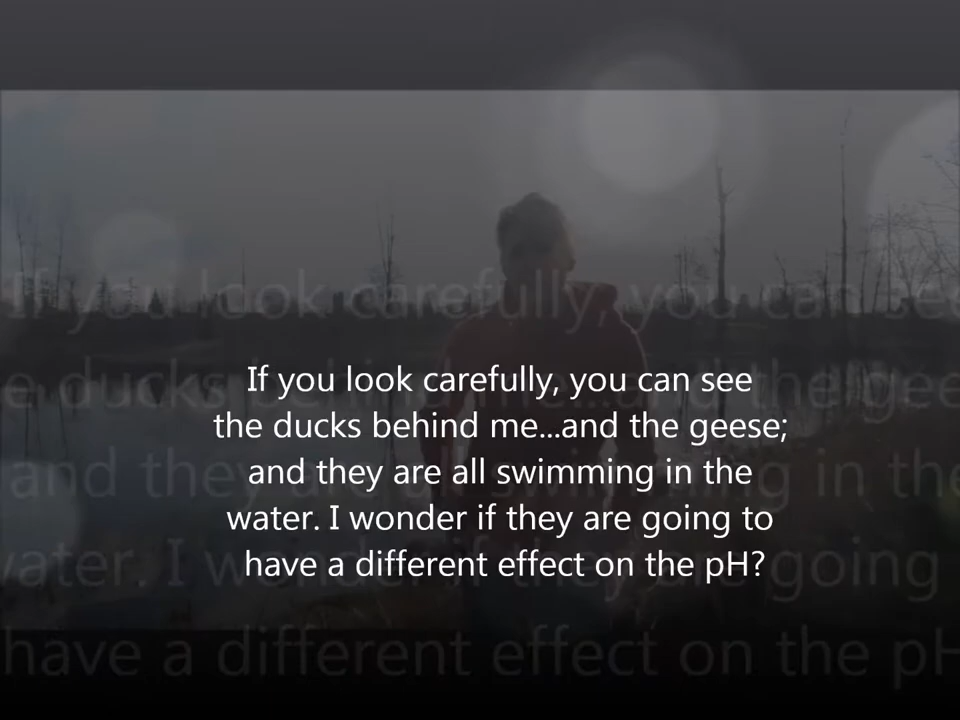 If you look carefully, you can see
the ducks behind me...and the geese;
and they are all swimming in the
water. I wonder if they are going to
have a different effect on the pH?